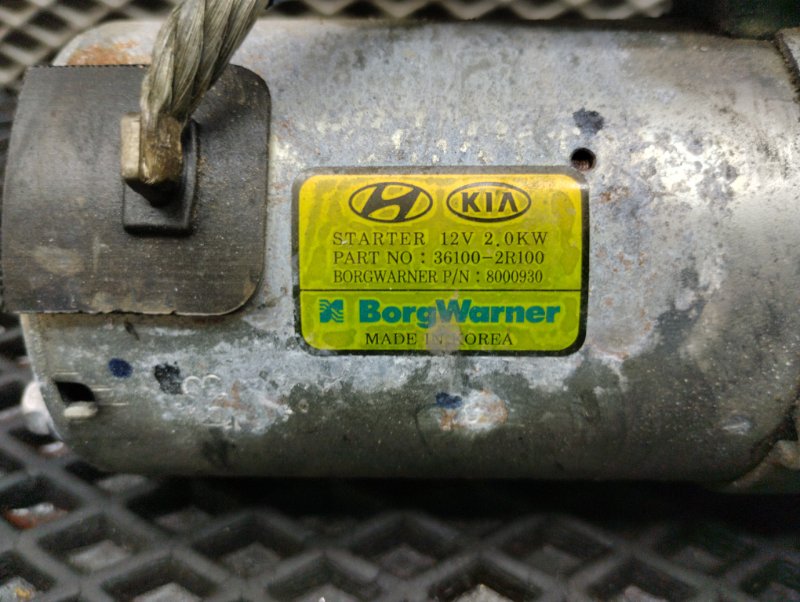 KIA
STARTER 12V 2.0KW
PART NO : 36100-2R100
BORGWARNER P/N : 8000930
BorgWarner
MADE IN KOREA